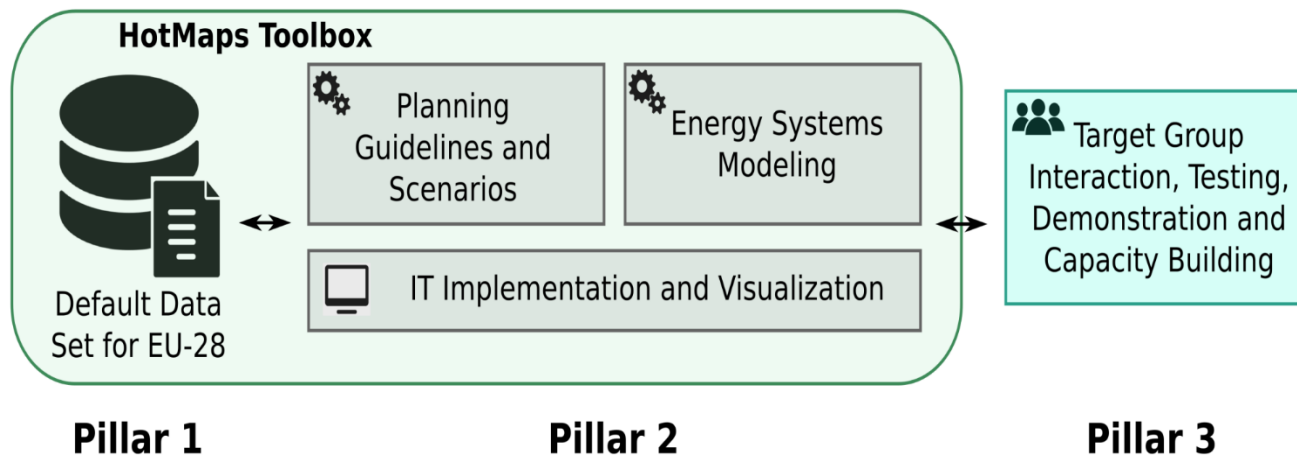 HotMaps Toolbox
Default Data
Set for EU-28
Planning
Guidelines and
Scenarios
Energy Systems
Modeling
IT Implementation and Visualization
Target Group
Interaction, Testing,
Demonstration and
Capacity Building
Pillar 1
Pillar 2
Pillar 3